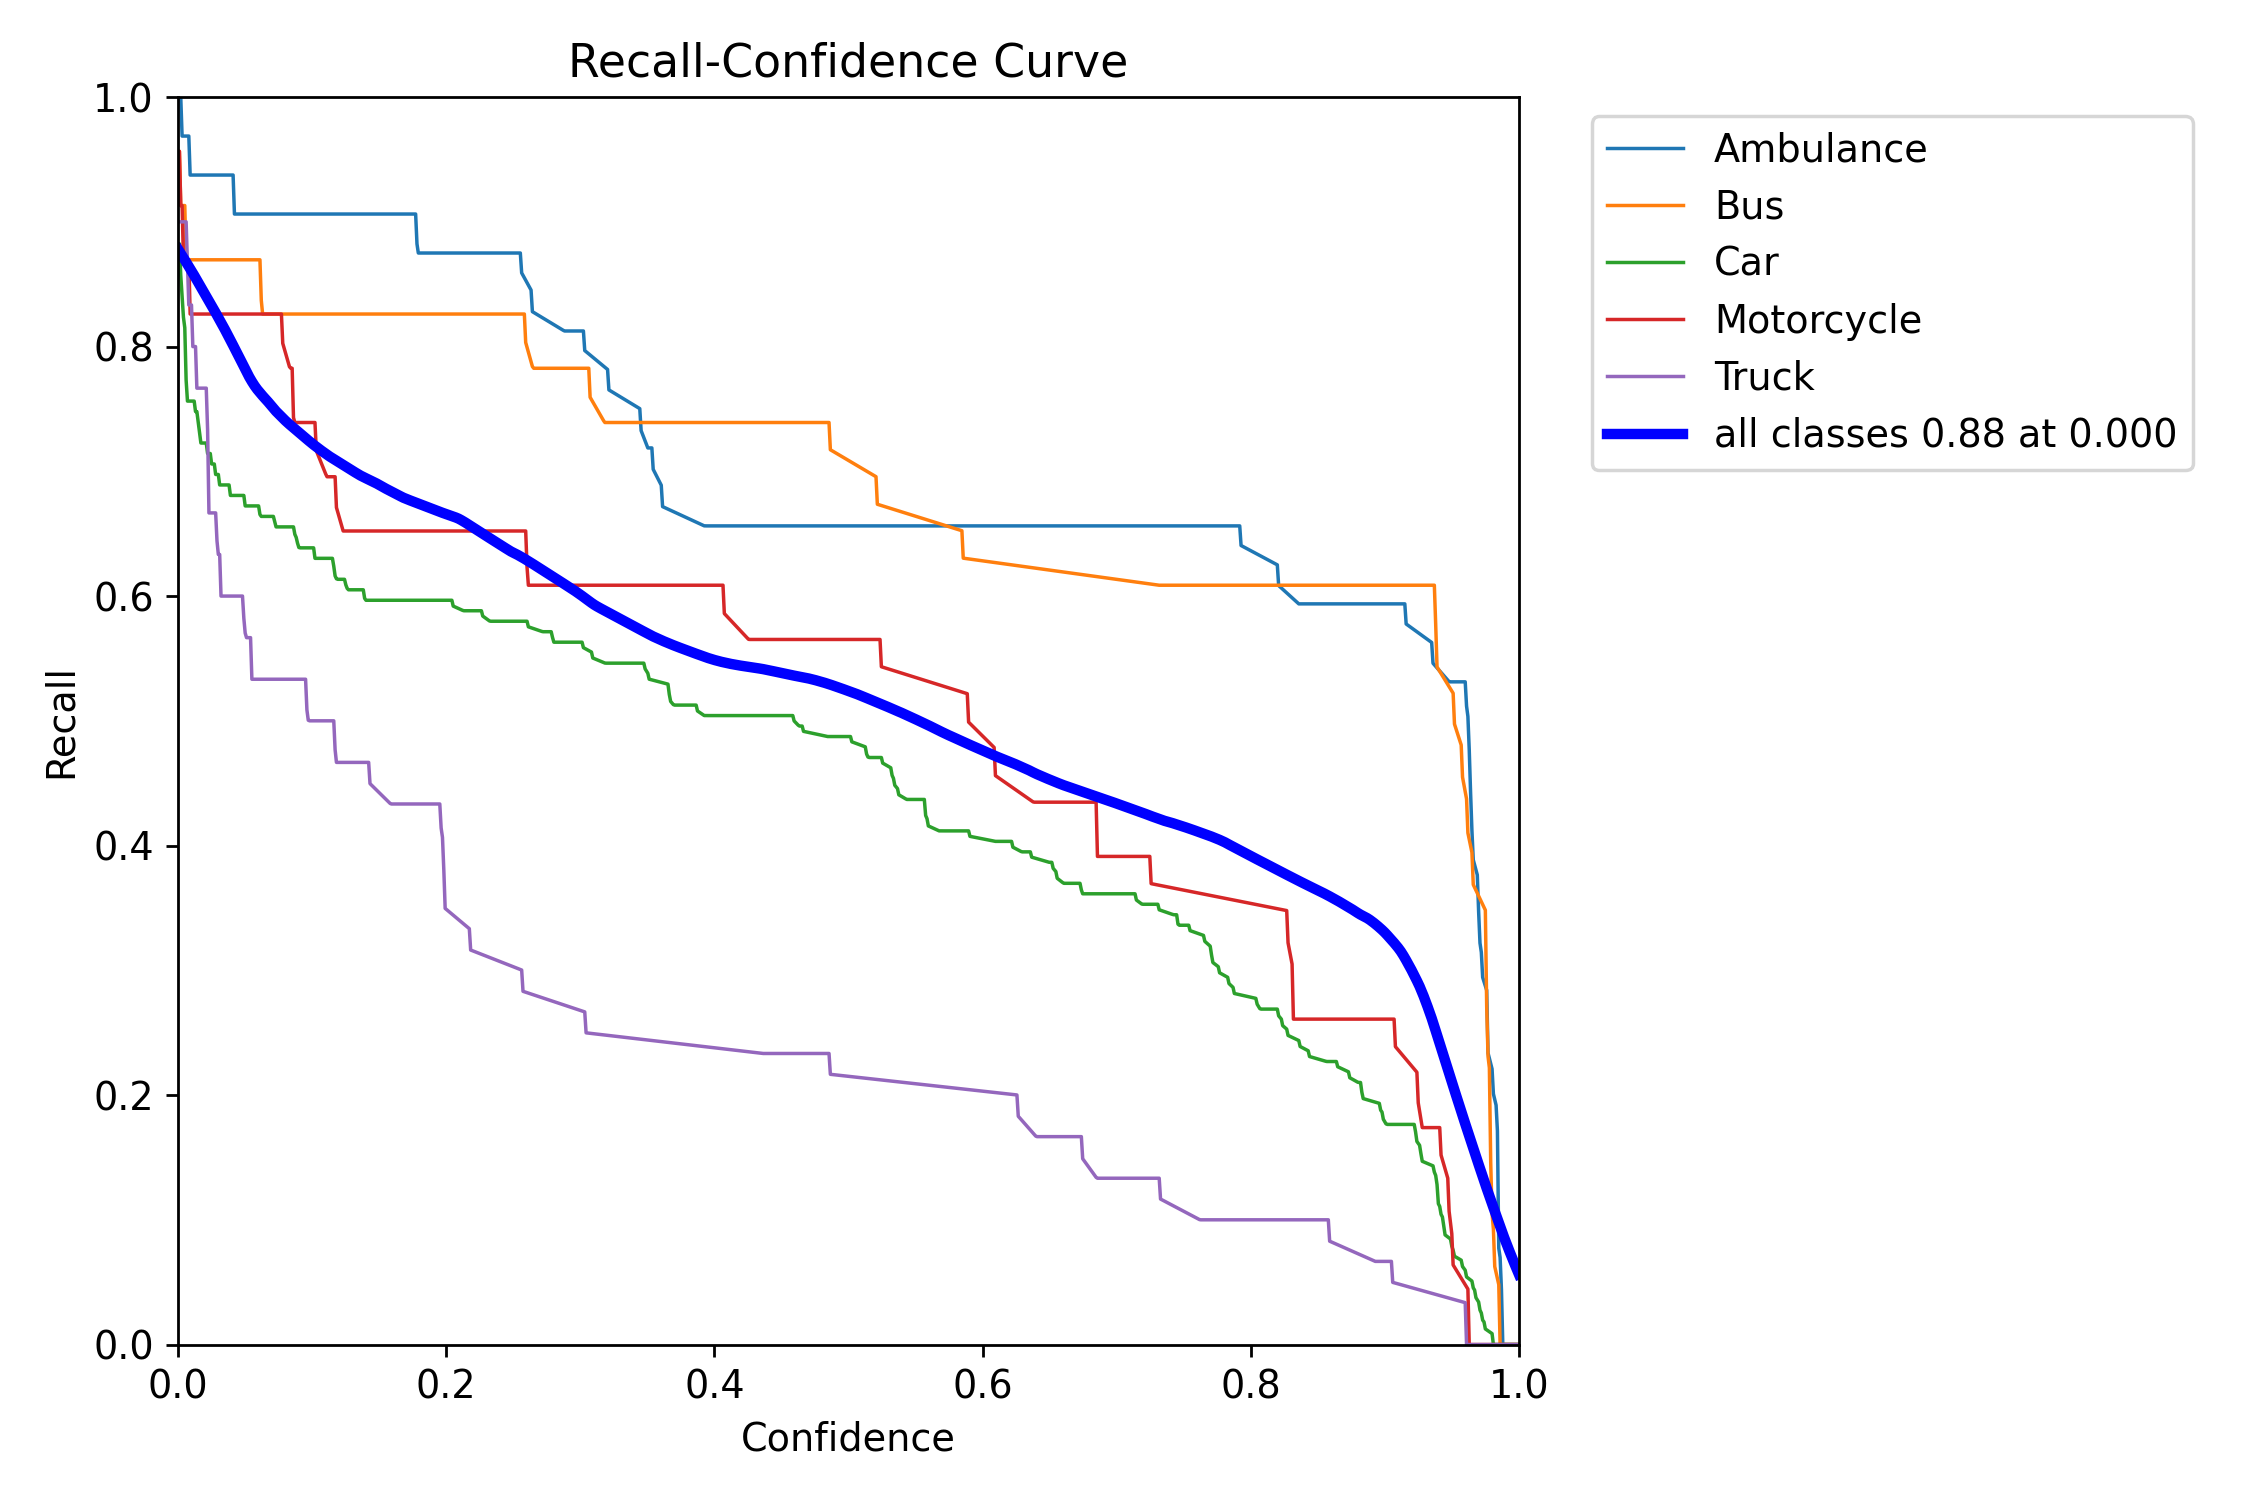 Recall-Confidence Curve
1.0
0.8
0.6
0.4
0.2
0.0
Recall
0.0 0.2 0.4 0.6 0.8 1.0
Confidence
Ambulance
Bus
Car
Motorcycle
Truck
all classes 0.88 at 0.000